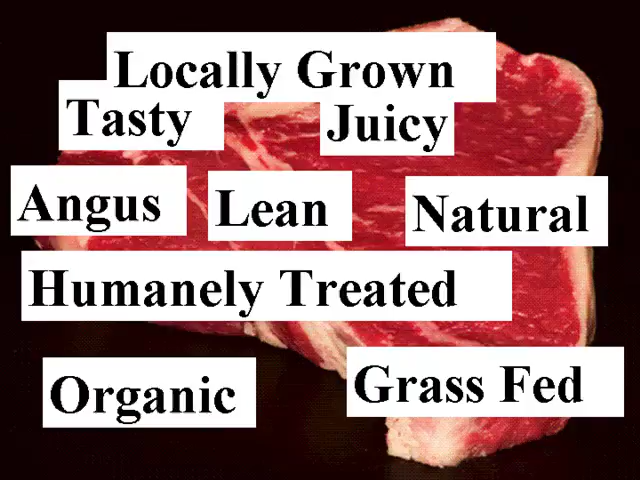 Locally Grown
Tasty
Juicy
Angus
Lean
Natural
Humanely Treated
Organic
Grass Fed